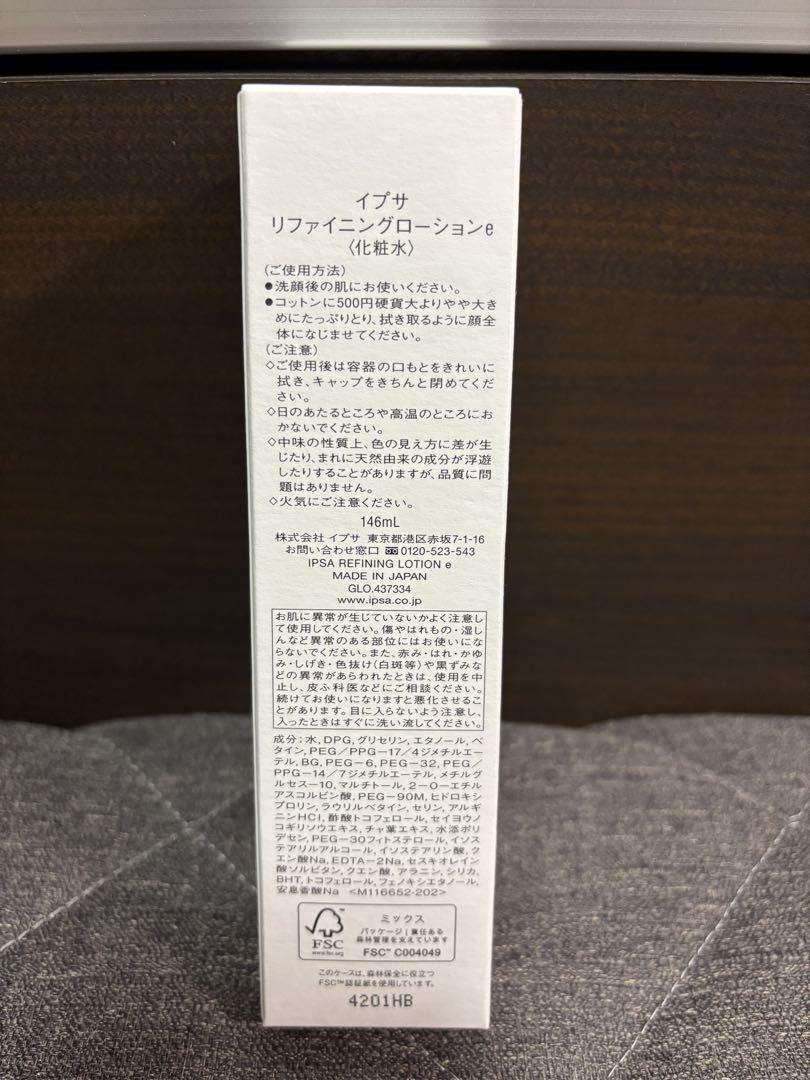 イプサ
リファイニングローションe
〈化粧水〉
(ご使用方法)
●洗顔後の肌にお使いください。
●コットンに500円硬貨大よりやや大き
めにたっぷりとり、拭き取るように顔全
体になじませてください。
(ご注意)
◇ご使用後は容器の口もとをきれいに
拭き、キャップをきちんと閉めてくだ
さい。
◇日のあたるところや高温のところにお
かないでください。
◇中味の性質上、色の見え方に差が生
じたり、まれに天然由来の成分が浮遊
したりすることがありますが、品質に問
題はありません。
◇火気にご注意ください。
146mL
株式会社 イプサ 東京都港区赤坂7-1-16
お問い合わせ窓口 0120-523-543
IPSA REFINING LOTION e
MADE IN JAPAN
GLO.437334
www.ipsa.co.jp
お肌に異常が生じていないかよく注意し
て使用してください。傷やはれもの・湿し
んなど異常のある部位にはお使いにな
らないでください。また、赤み・はれ・かゆ
み・しげき・色抜け(白斑等)や黒ずみな
どの異常があらわれたときは、使用を中
止し、皮ふ科医などにご相談ください。
続けてお使いになりますと悪化させるこ
とがあります。目に入らないよう注意し、
入ったときはすぐに洗い流してください。
成分:水, DPG, グリセリン, エタノール, ベ
タイン, PEG/PPG-17/4ジメチルエー
テル, BG, PEG-6, PEG-32, PEG/
PPG-14/7ジメチルエーテル, メチルグ
ルセス-10, マルチトール, 2-O-エチル
アスコルビン酸, PEG-90M, ヒドロキシ
プロリン, ラウリルベタイン, セリン, アルギ
ニンHCl, 酢酸トコフェロール, セイヨウノ
コギリソウエキス, チャ葉エキス, 水添ポリ
デセン, PEG-30フィトステロール, イソス
テアリルアルコール, イソステアリン酸, ク
エン酸Na, EDTA-2Na, セスキオレイン
酸ソルビタン, クエン酸, アラニン, シリカ,
BHT, トコフェロール, フェノキシエタノール,
安息香酸Na <M116652-202>
FSC
www.fsc.org
ミックス
パッケージ|責任ある
森林管理を支えています
FSC™ C004049
このケースは、森林保全に役立つ
FSC™認証紙を使用しています。
4201HB